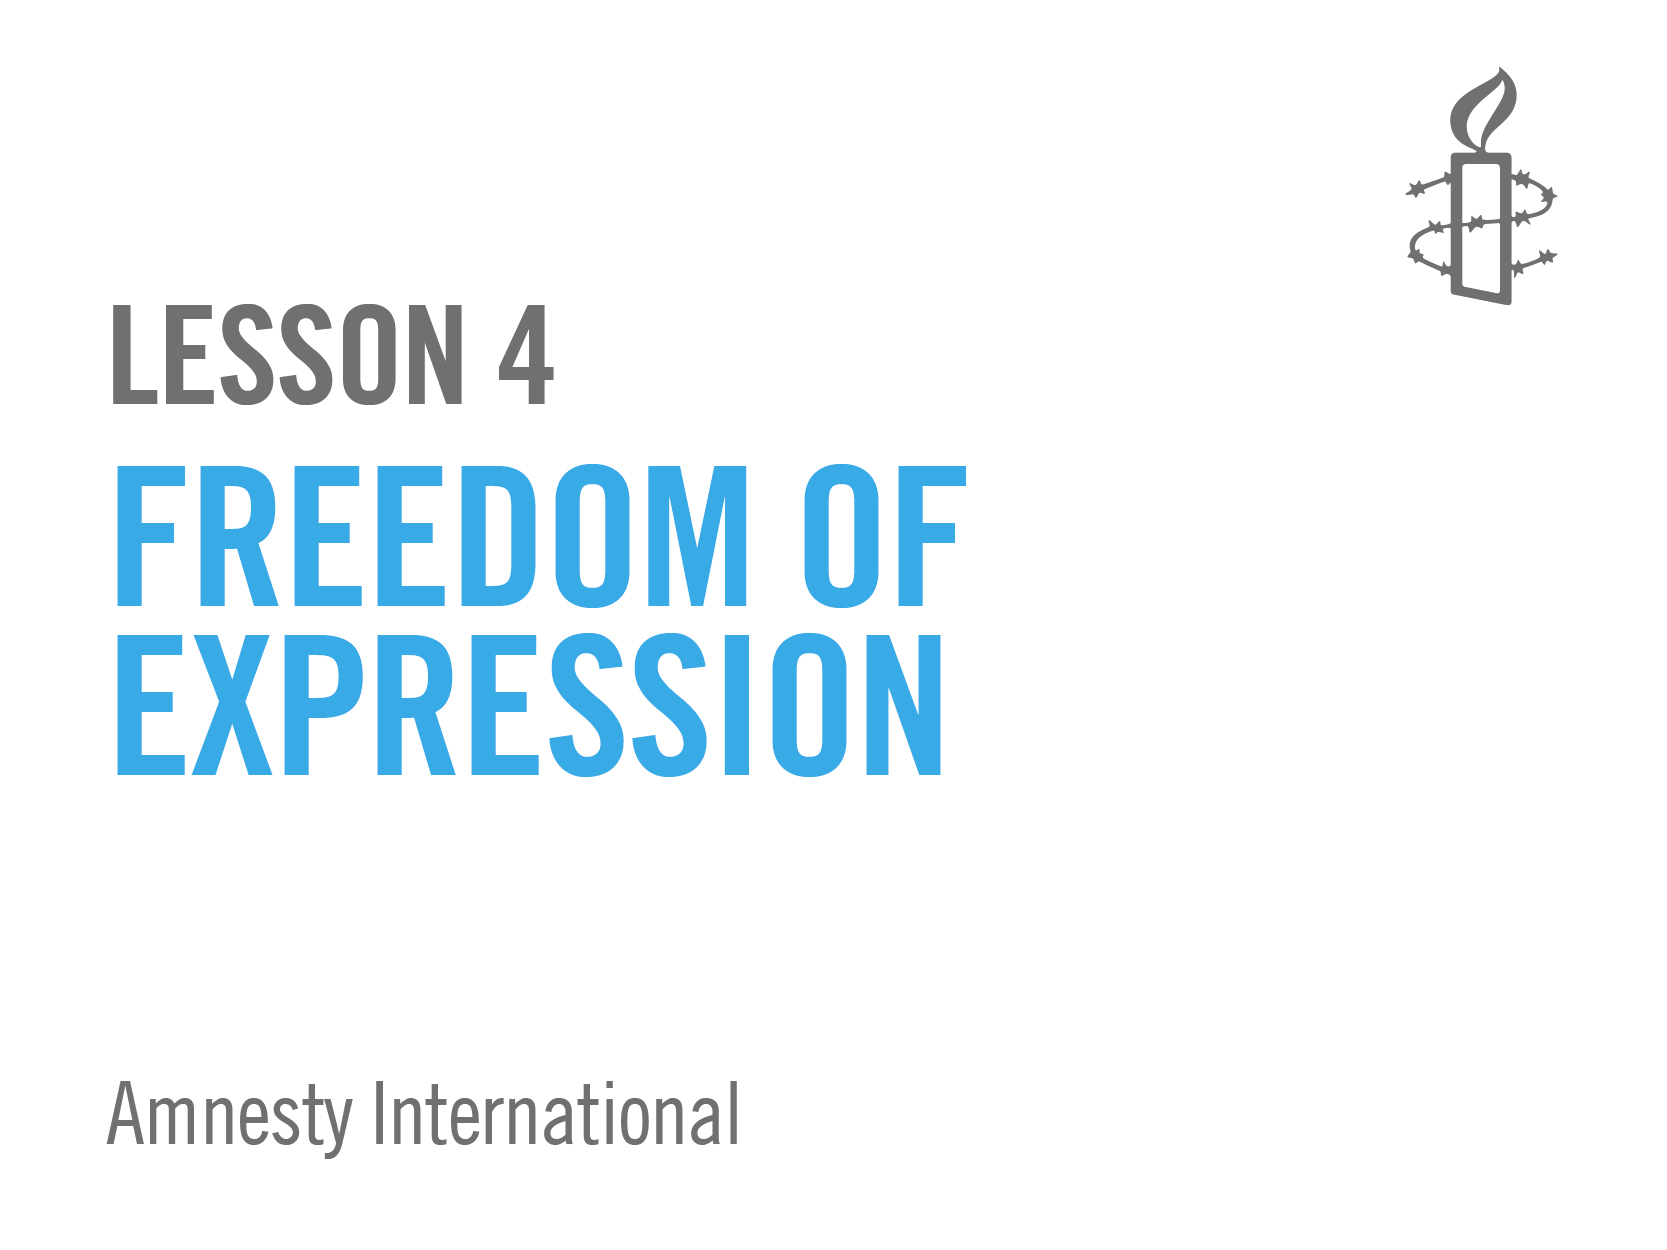 LESSON 4
FREEDOM OF
EXPRESSION
Amnesty International